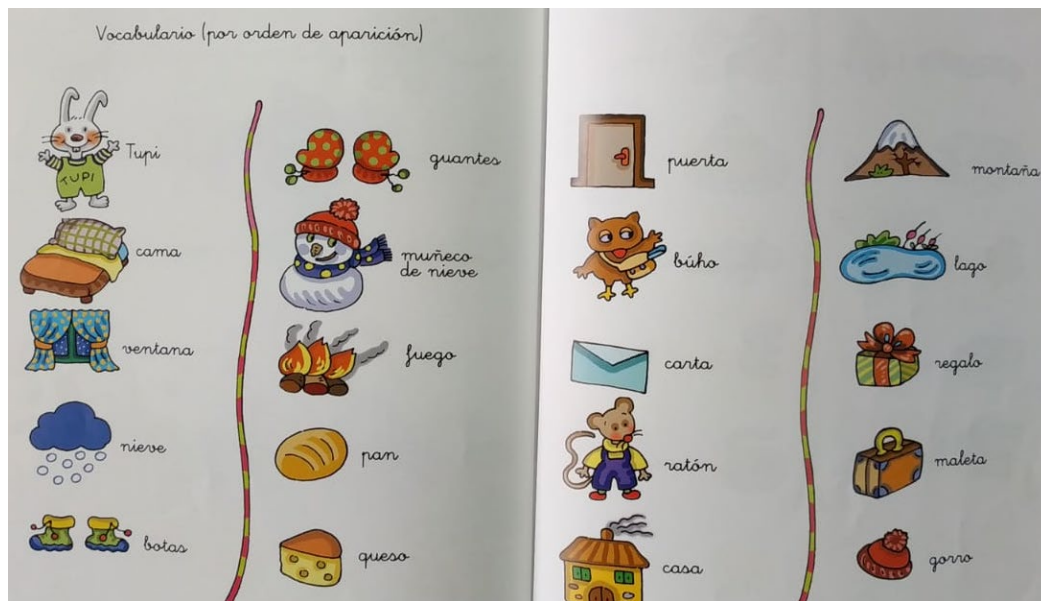 Vocabulario (por orden de aparición)
TUPI
Tupi
cama
ventana
nieve
botas
guantes
muñeco
de nieve
fuego
pan
queso
puerta
búho
carta
ratón
casa
montaña
lago
regalo
maleta
gorro